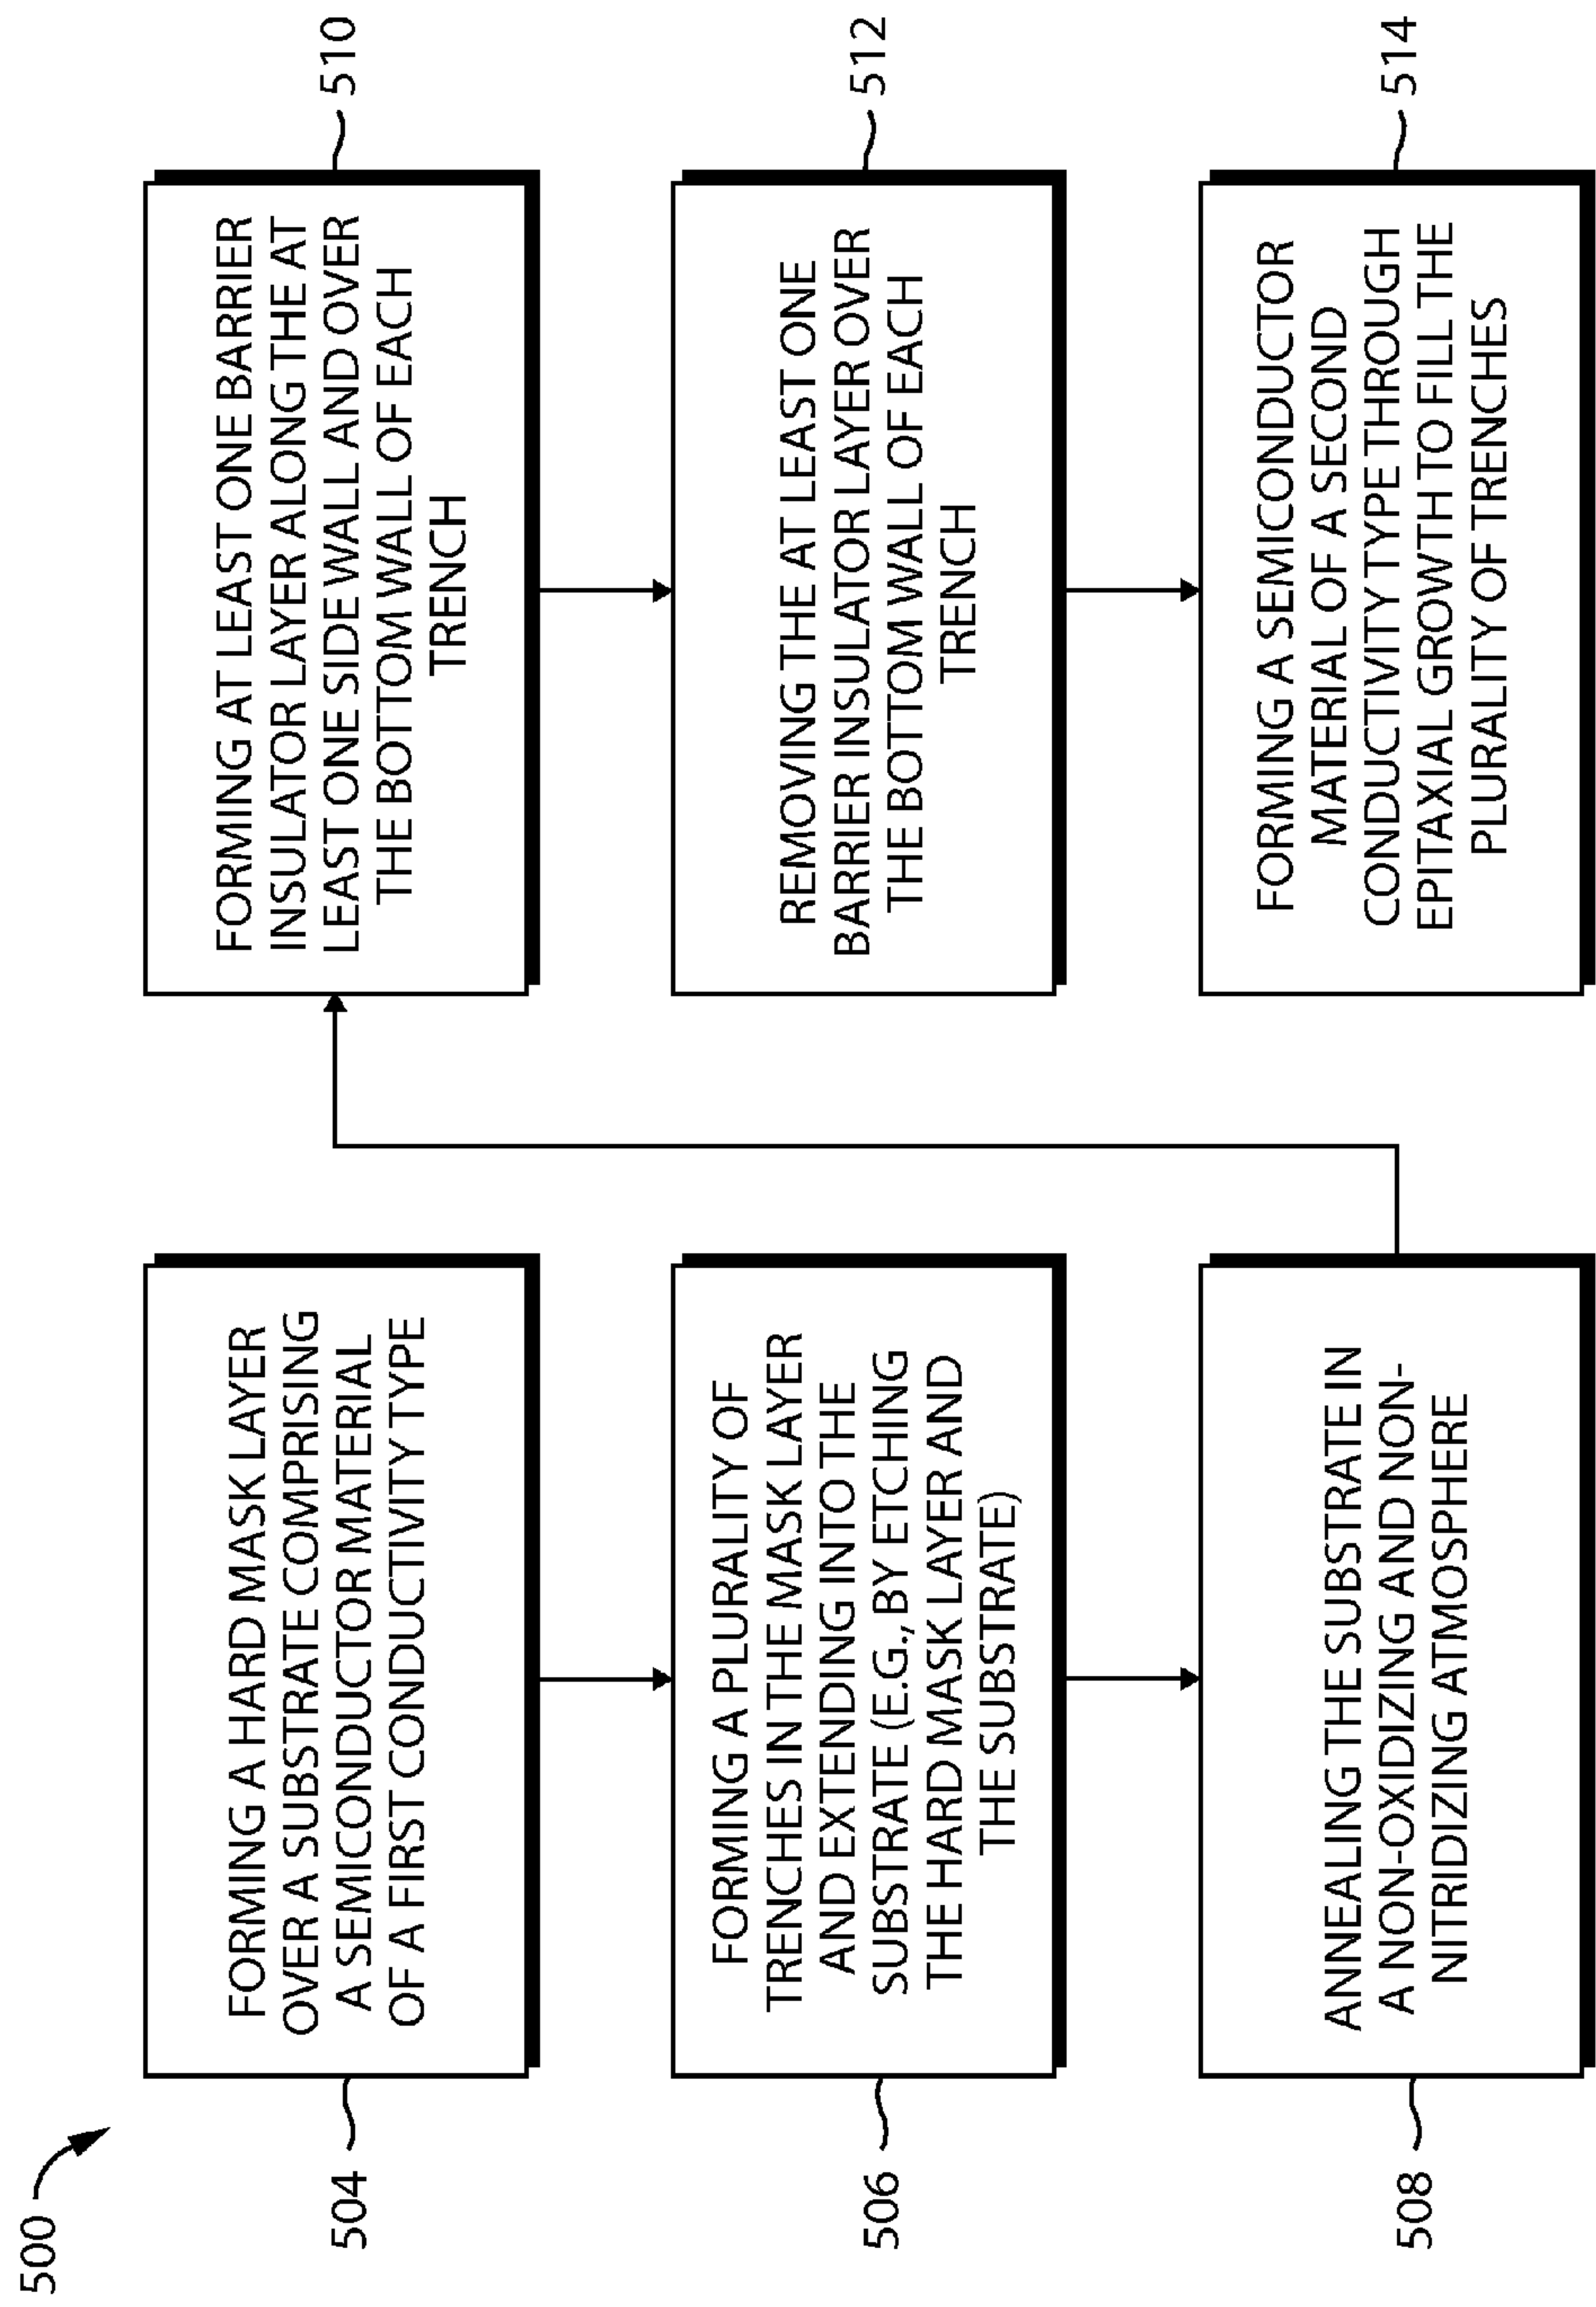 500
504
FORMING A HARD MASK LAYER
OVER A SUBSTRATE COMPRISING
A SEMICONDUCTOR MATERIAL
OF A FIRST CONDUCTIVITY TYPE
506
FORMING A PLURALITY OF
TRENCHES IN THE MASK LAYER
AND EXTENDING INTO THE
SUBSTRATE (E.G., BY ETCHING
THE HARD MASK LAYER AND
THE SUBSTRATE)
508
ANNEALING THE SUBSTRATE IN
A NON-OXIDIZING AND NON-
NITRIDIZING ATMOSPHERE
510
FORMING AT LEAST ONE BARRIER
INSULATOR LAYER ALONG THE AT
LEAST ONE SIDE WALL AND OVER
THE BOTTOM WALL OF EACH
TRENCH
512
REMOVING THE AT LEAST ONE
BARRIER INSULATOR LAYER OVER
THE BOTTOM WALL OF EACH
TRENCH
514
FORMING A SEMICONDUCTOR
MATERIAL OF A SECOND
CONDUCTIVITY TYPE THROUGH
EPITAXIAL GROWTH TO FILL THE
PLURALITY OF TRENCHES